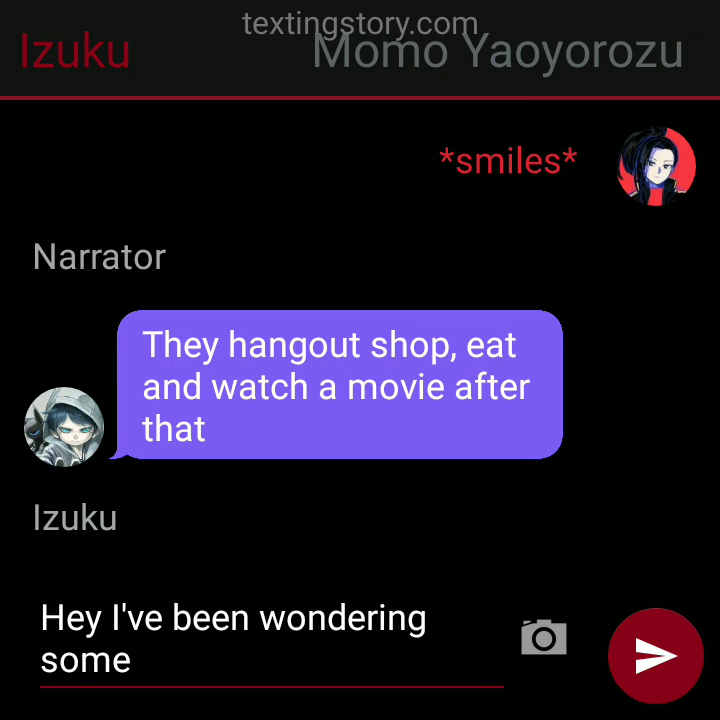 textingstory.com
Izuku
Momo Yaoyorozu
*smiles*
Narrator
They hangout shop, eat
and watch a movie after
that
Izuku
Hey I've been wondering
some